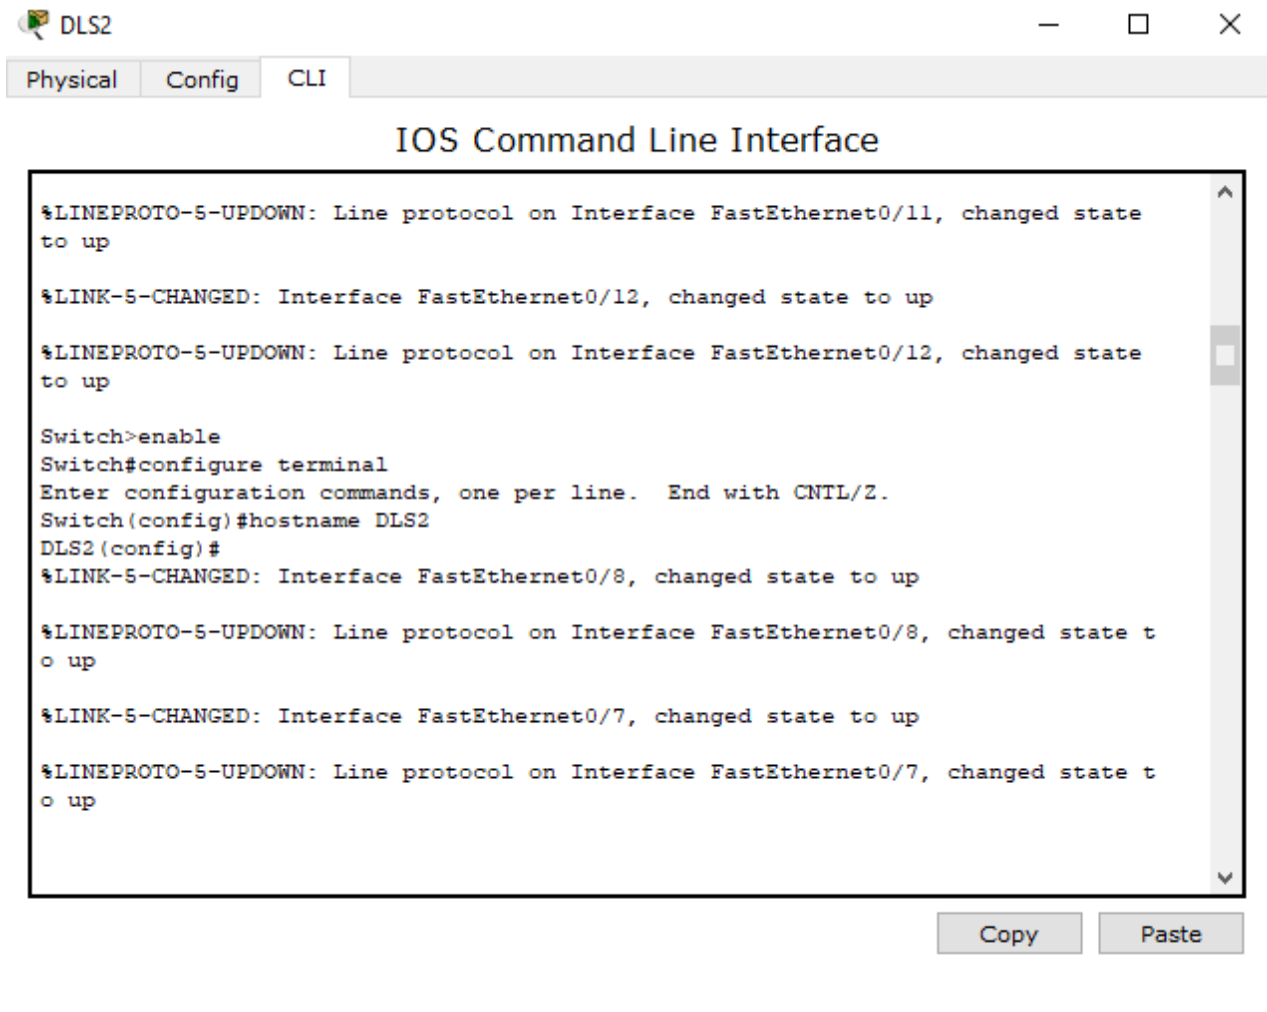 DLS2
Physical Config CLI
IOS Command Line Interface
%LINEPROTO-5-UPDOWN: Line protocol on Interface FastEthernet0/11, changed state
to up
%LINK-5-CHANGED: Interface FastEthernet0/12, changed state to up
%LINEPROTO-5-UPDOWN: Line protocol on Interface FastEthernet0/12, changed state
to up
Switch>enable
Switch#configure terminal
Enter configuration commands, one per line.  End with CNTL/Z.
Switch(config)#hostname DLS2
DLS2(config)#
%LINK-5-CHANGED: Interface FastEthernet0/8, changed state to up
%LINEPROTO-5-UPDOWN: Line protocol on Interface FastEthernet0/8, changed state t
o up
%LINK-5-CHANGED: Interface FastEthernet0/7, changed state to up
%LINEPROTO-5-UPDOWN: Line protocol on Interface FastEthernet0/7, changed state t
o up
Copy Paste